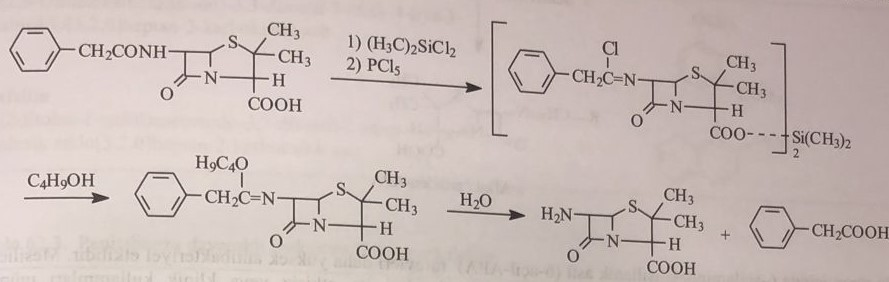 CH₂CONH
S
CH₃
CH₃
N
H
O
COOH
1) (H₃C)₂SiCl₂
2) PCl₅
Cl
CH₂C=N
S
CH₃
CH₃
N
H
O
COO---Si(CH₃)₂
2
C₄H₉OH
H₉C₄O
CH₂C=N
S
CH₃
CH₃
N
H
O
COOH
H₂O
H₂N
S
CH₃
CH₃
N
H
O
COOH
+
CH₂COOH